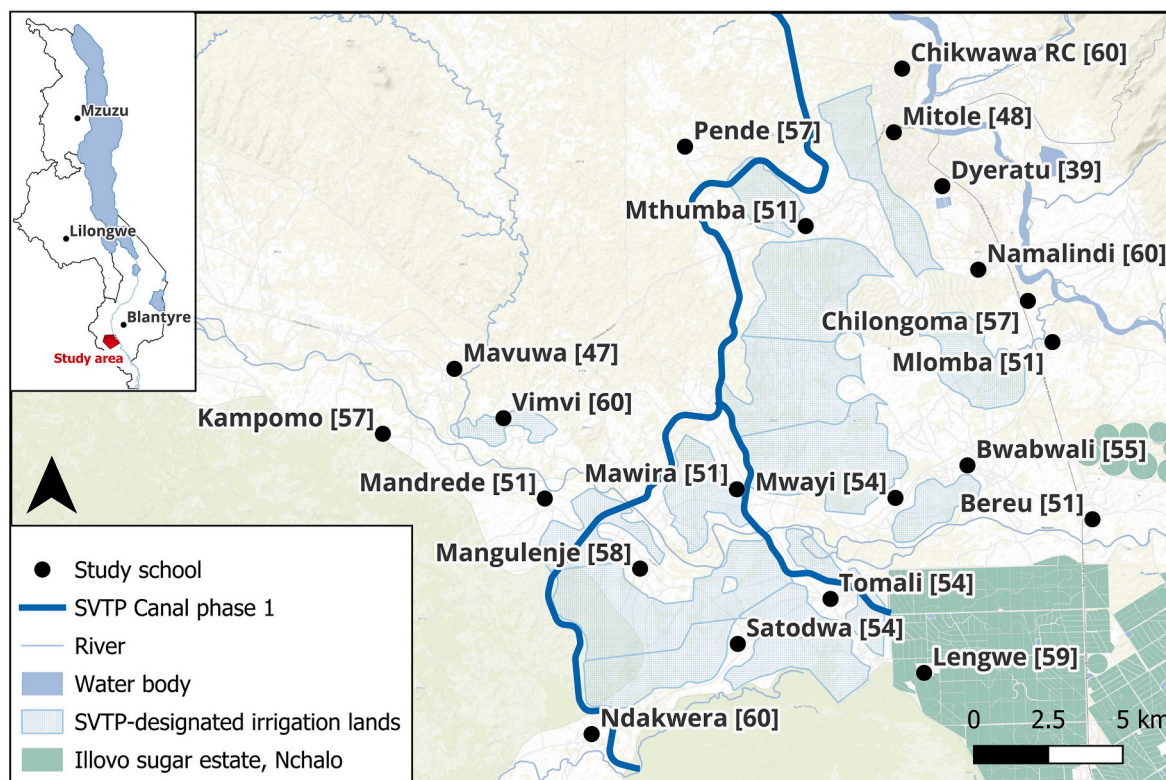 Mzuzu
Lilongwe
Blantyre
Study area
Chikwawa RC [60]
Mitole [48]
Pende [57]
Dyeratu [39]
Mthumba [51]
Namalindi [60]
Chilongoma [57]
Mlomba [51]
Mavuwa [47]
Vimvi [60]
Kampomo [57]
Bwabwali [55]
Mawira [51]
Mwayi [54]
Mandrede [51]
Bereu [51]
Mangulenje [58]
Tomali [54]
Satodwa [54]
Lengwe [59]
Ndakwera [60]
Study school
SVTP Canal phase 1
River
Water body
SVTP-designated irrigation lands
Illovo sugar estate, Nchalo
0 2.5 5 km